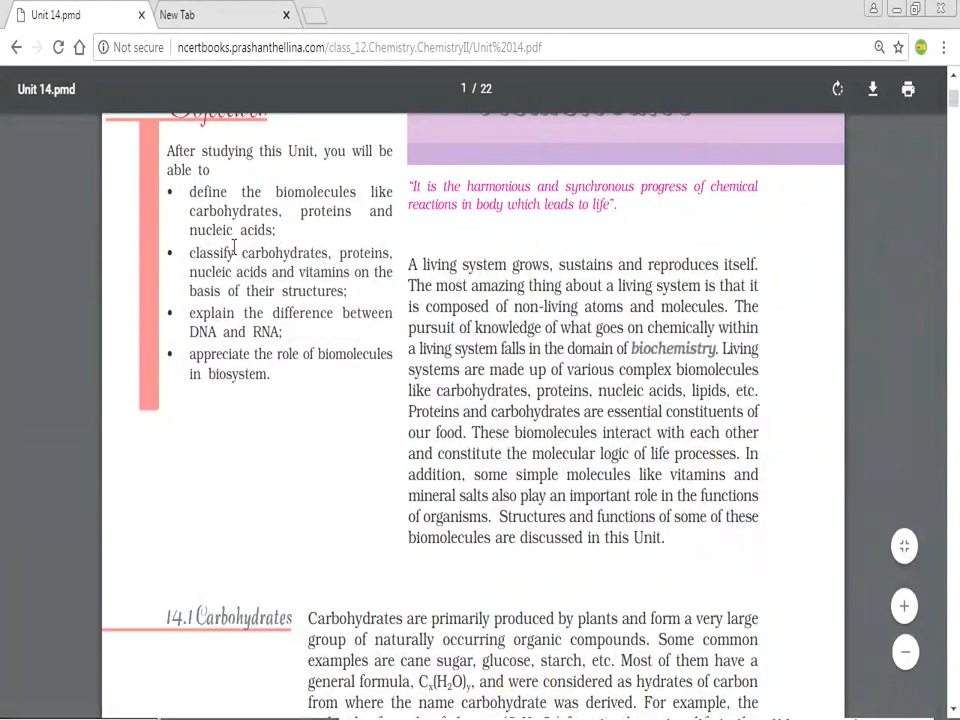 Unit 14.pmd
New Tab
Not secure
ncertbooks.prashanthellina.com/class_12.Chemistry.ChemistryII/Unit%2014.pdf
Unit 14.pmd
1 / 22
Objectives
After studying this Unit, you will be
able to
• define the biomolecules like
carbohydrates, proteins and
nucleic acids;
• classify carbohydrates, proteins,
nucleic acids and vitamins on the
basis of their structures;
• explain the difference between
DNA and RNA;
• appreciate the role of biomolecules
in biosystem.
"It is the harmonious and synchronous progress of chemical
reactions in body which leads to life".
A living system grows, sustains and reproduces itself.
The most amazing thing about a living system is that it
is composed of non-living atoms and molecules. The
pursuit of knowledge of what goes on chemically within
a living system falls in the domain of biochemistry. Living
systems are made up of various complex biomolecules
like carbohydrates, proteins, nucleic acids, lipids, etc.
Proteins and carbohydrates are essential constituents of
our food. These biomolecules interact with each other
and constitute the molecular logic of life processes. In
addition, some simple molecules like vitamins and
mineral salts also play an important role in the functions
of organisms. Structures and functions of some of these
biomolecules are discussed in this Unit.
14.1 Carbohydrates
Carbohydrates are primarily produced by plants and form a very large
group of naturally occurring organic compounds. Some common
examples are cane sugar, glucose, starch, etc. Most of them have a
general formula, Cₓ(H₂O)ᵧ, and were considered as hydrates of carbon
from where the name carbohydrate was derived. For example, the